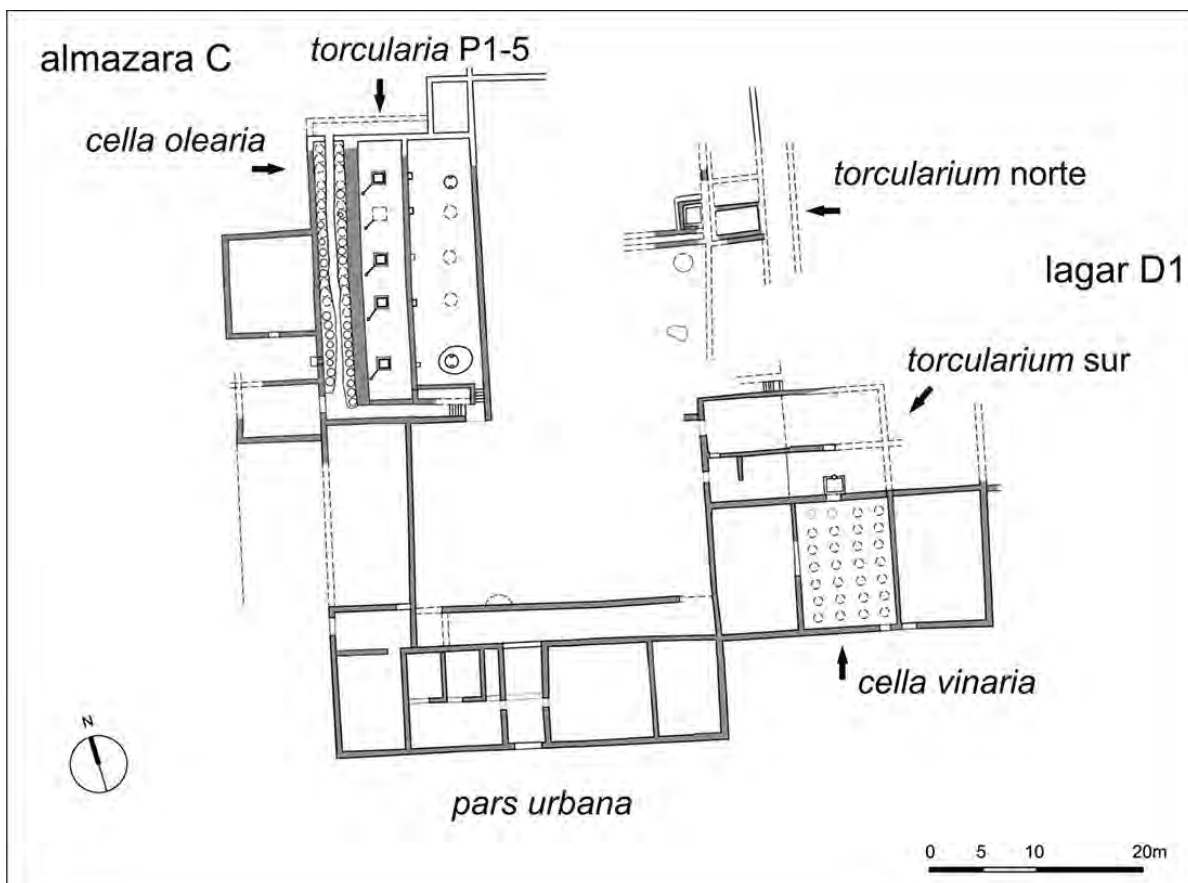 almazara C
torcularia P1-5
cella olearia
torcularium norte
lagar D1
torcularium sur
cella vinaria
N
pars urbana
0 5 10 20m